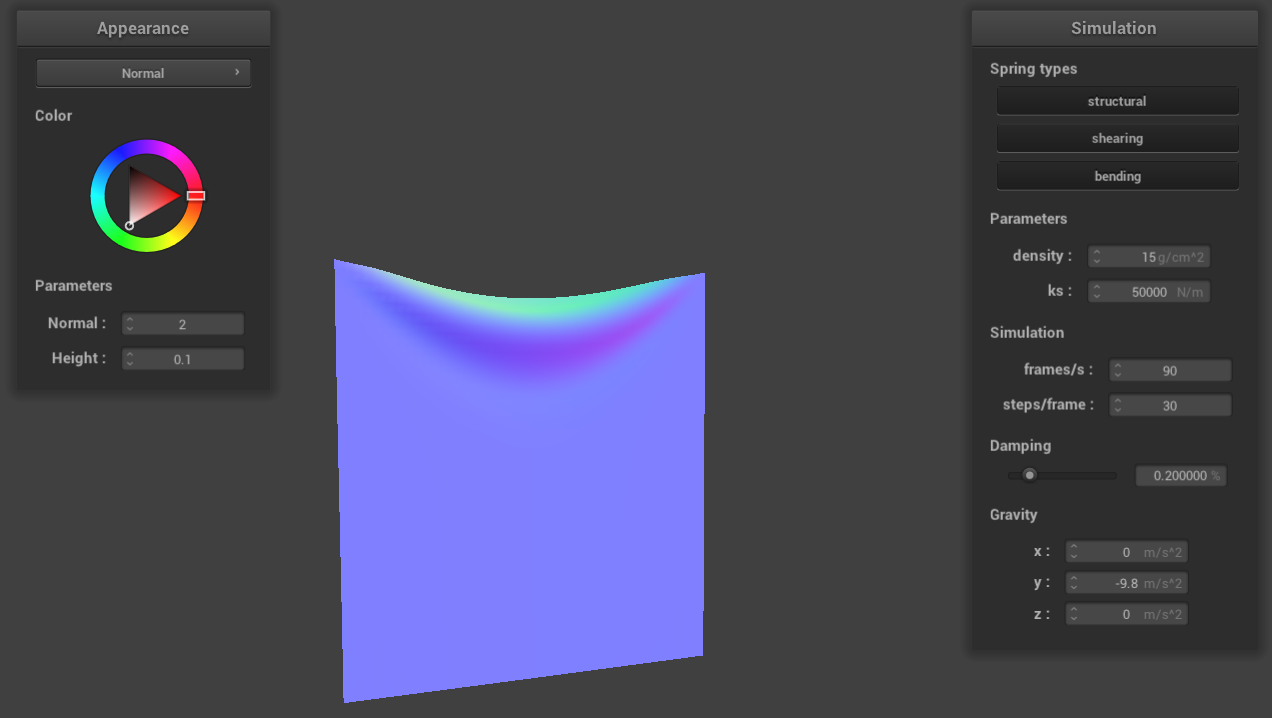 Appearance
Normal
Color
Parameters
Normal : 2
Height : 0.1
Simulation
Spring types
structural
shearing
bending
Parameters
density : 15 g/cm^2
ks : 50000 N/m
Simulation
frames/s : 90
steps/frame : 30
Damping
0.200000 %
Gravity
x : 0 m/s^2
y : -9.8 m/s^2
z : 0 m/s^2